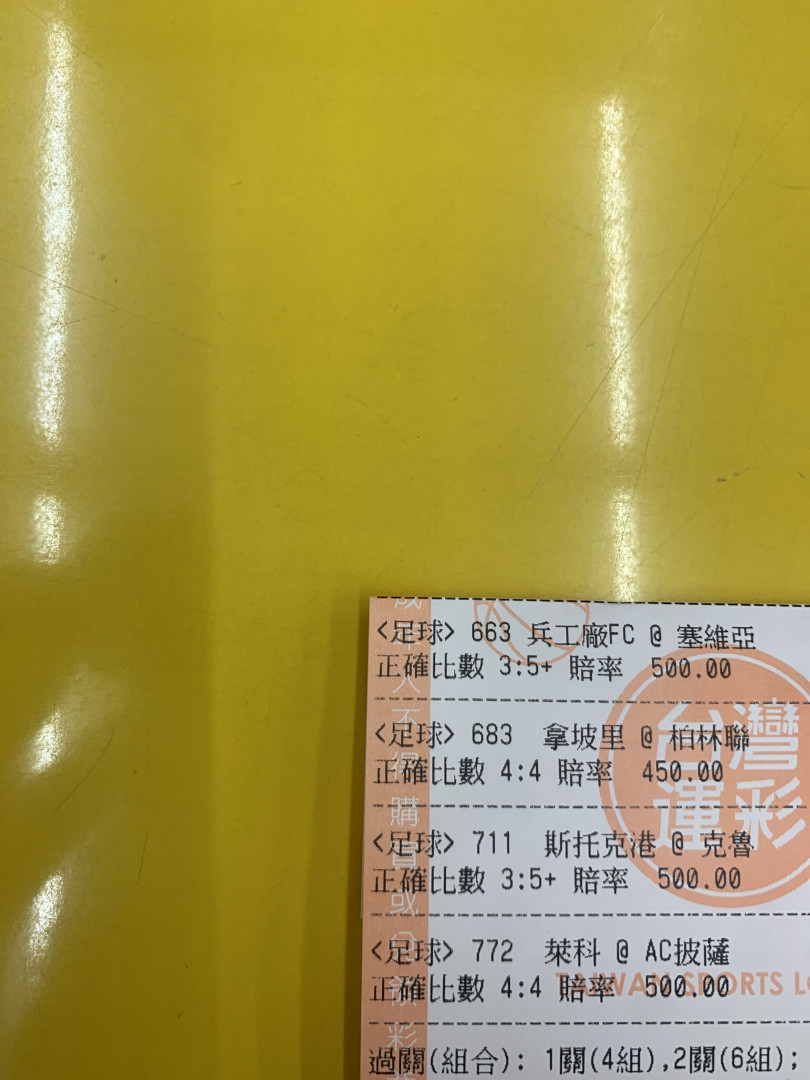 <足球> 663 兵工廠FC @ 塞維亞
正確比數 3:5+ 賠率 500.00
<足球> 683 拿坡里 @ 柏林聯
正確比數 4:4 賠率 450.00
<足球> 711 斯托克港 @ 克魯
正確比數 3:5+ 賠率 500.00
<足球> 772 萊科 @ AC披薩
正確比數 4:4 賠率 500.00
過關(組合): 1關(4組),2關(6組);
台灣運彩
TAIWAN SPORTS L